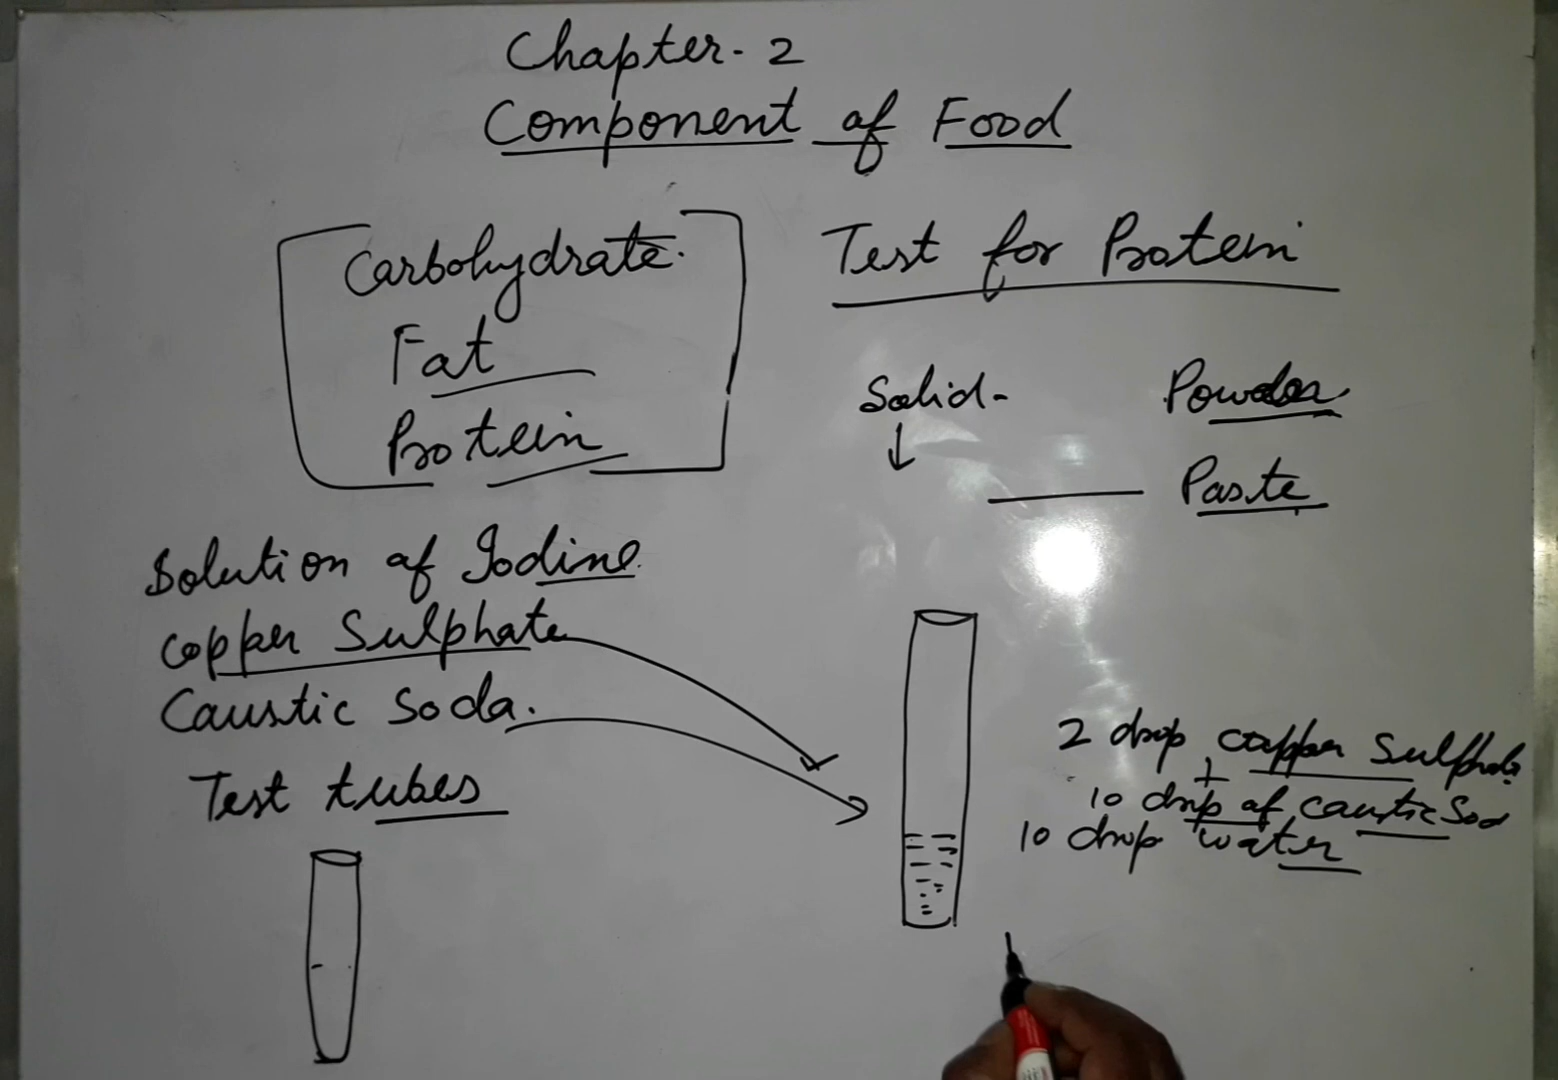 Chapter-2
Component of Food
Carbohydrate.
Fat
Protein
Test for Protein
Solid- Powder.
Paste
Solution of Iodine.
Copper Sulphate
Caustic Soda.
Test tubes
2 drop copper Sulphate
+
10 drop of caustic Sod
10 drop water